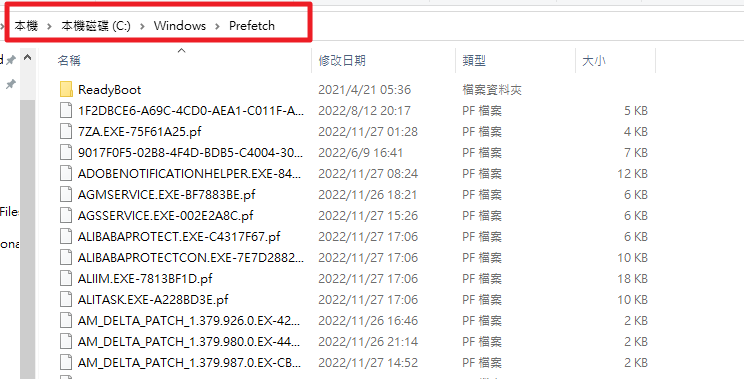 本機 > 本機磁碟 (C:) > Windows > Prefetch
名稱 修改日期 類型 大小
ReadyBoot 2021/4/21 05:36 檔案資料夾
1F2DBCE6-A69C-4CD0-AEA1-C011F-A... 2022/8/12 20:17 PF 檔案 5 KB
7ZA.EXE-75F61A25.pf 2022/11/27 01:28 PF 檔案 4 KB
9017F0F5-02B8-4F4D-BDB5-C4004-30... 2022/6/9 16:41 PF 檔案 7 KB
ADOBENOTIFICATIONHELPER.EXE-84... 2022/11/27 08:24 PF 檔案 12 KB
AGMSERVICE.EXE-BF7883BE.pf 2022/11/26 18:21 PF 檔案 6 KB
Files AGSSERVICE.EXE-002E2A8C.pf 2022/11/27 15:26 PF 檔案 6 KB
ALIBABAPROTECT.EXE-C4317F67.pf 2022/11/27 17:06 PF 檔案 6 KB
ona ALIBABAPROTECTCON.EXE-7E7D2882... 2022/11/27 17:06 PF 檔案 10 KB
ALIIM.EXE-7813BF1D.pf 2022/11/27 17:06 PF 檔案 18 KB
ALITASK.EXE-A228BD3E.pf 2022/11/27 17:06 PF 檔案 10 KB
AM_DELTA_PATCH_1.379.926.0.EX-42... 2022/11/26 16:46 PF 檔案 2 KB
AM_DELTA_PATCH_1.379.980.0.EX-44... 2022/11/26 21:14 PF 檔案 2 KB
AM_DELTA_PATCH_1.379.987.0.EX-CB... 2022/11/27 14:52 PF 檔案 2 KB